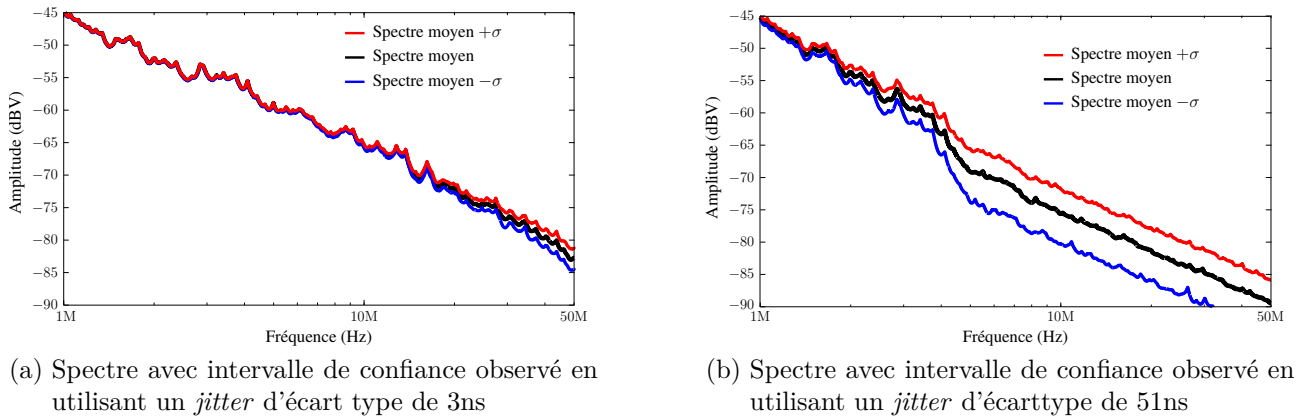 −45
−50
−55
−60
−65
−70
−75
−80
−85
−90
Amplitude (dBV)
Spectre moyen +σ
Spectre moyen
Spectre moyen −σ
1M 10M 50M
Fréquence (Hz)
(a) Spectre avec intervalle de confiance observé en
utilisant un jitter d'écart type de 3ns
−45
−50
−55
−60
−65
−70
−75
−80
−85
−90
Amplitude (dBV)
Spectre moyen +σ
Spectre moyen
Spectre moyen −σ
1M 10M 50M
Fréquence (Hz)
(b) Spectre avec intervalle de confiance observé en
utilisant un jitter d'écarttype de 51ns